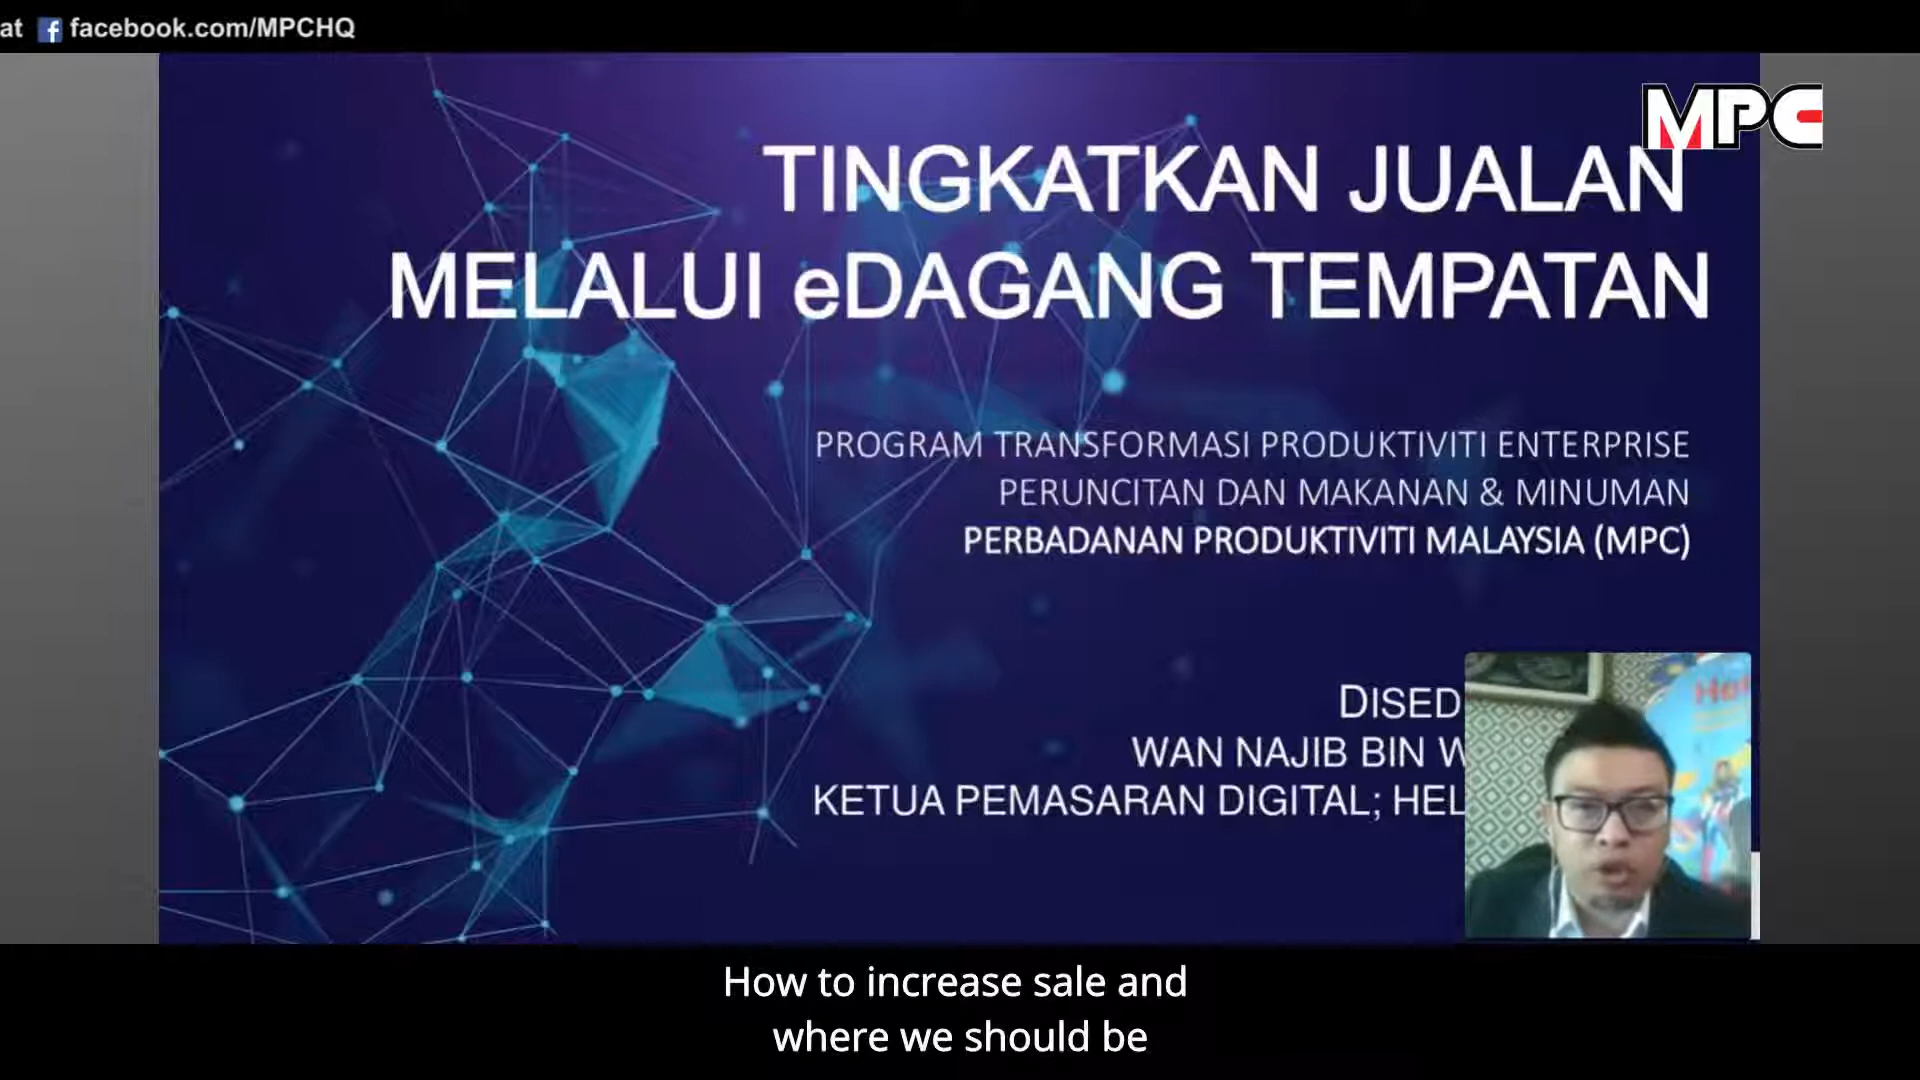 at facebook.com/MPCHQ
MPC
TINGKATKAN JUALAN
MELALUI eDAGANG TEMPATAN
PROGRAM TRANSFORMASI PRODUKTIVITI ENTERPRISE
PERUNCITAN DAN MAKANAN & MINUMAN
PERBADANAN PRODUKTIVITI MALAYSIA (MPC)
DISED
WAN NAJIB BIN W
KETUA PEMASARAN DIGITAL; HEL
How to increase sale and
where we should be